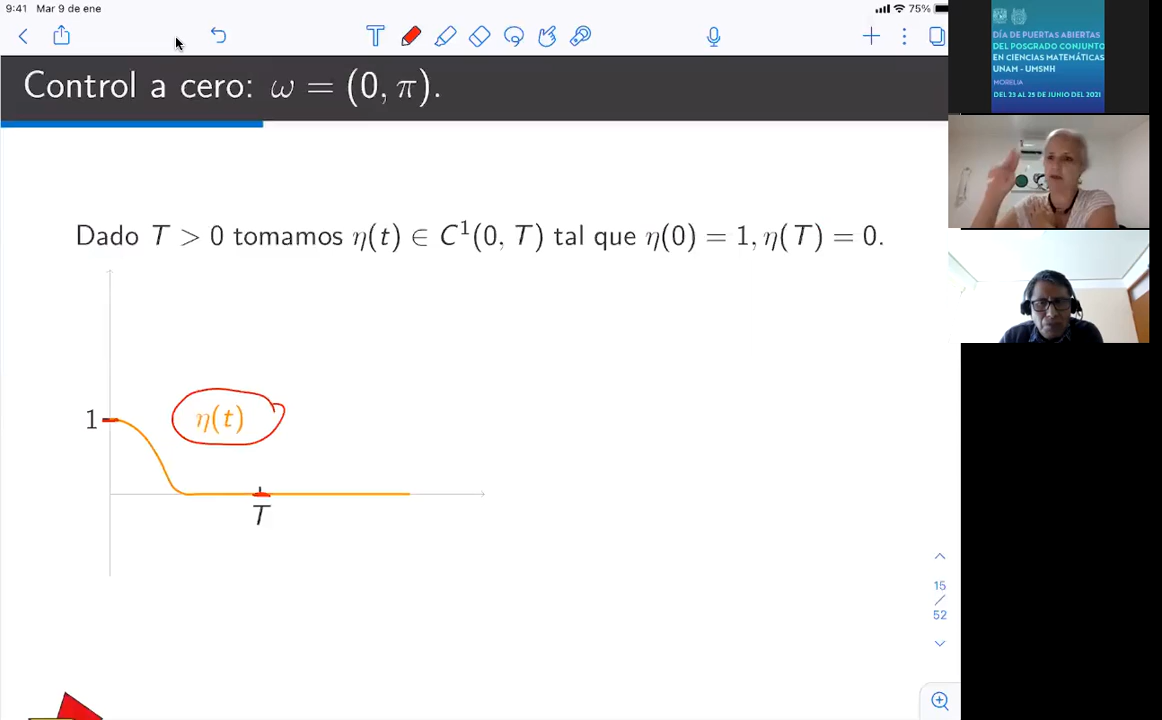 9:41 Mar 9 de ene
75%
Control a cero: ω = (0, π).
Dado T > 0 tomamos η(t) ∈ C¹(0, T) tal que η(0) = 1, η(T) = 0.
1
η(t)
T
15
/
52
DÍA DE PUERTAS ABIERTAS
DEL POSGRADO CONJUNTO
EN CIENCIAS MATEMÁTICAS
UNAM - UMSNH
MORELIA
DEL 23 AL 25 DE JUNIO DEL 2021